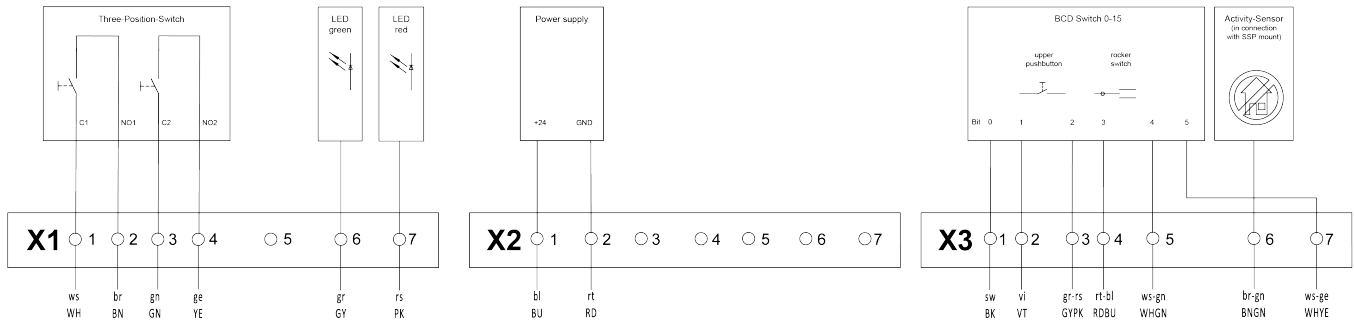 Three-Position-Switch
C1 NO1 C2 NO2
LED
green
LED
red
X1 1 2 3 4 5 6 7
ws br gn ge gr rs
WH BN GN YE GY PK
Power supply
+24 GND
X2 1 2 3 4 5 6 7
bl rt
BU RD
BCD Switch 0-15
upper
pushbutton
rocker
switch
Bit 0 1 2 3 4 5
Activity-Sensor
(in connection
with SSP mount)
X3 1 2 3 4 5 6 7
sw vi gr-rs rt-bl ws-gn br-gn ws-ge
BK VT GYPK RDBU WHGN BNGN WHYE